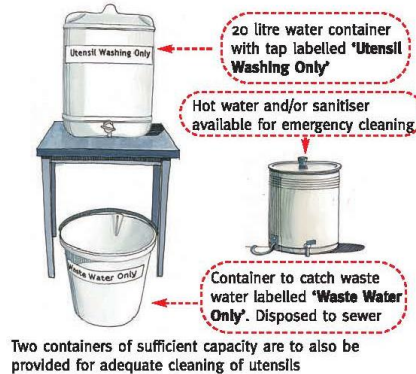 Utensil Washing Only
20 litre water container
with tap labelled 'Utensil
Washing Only'
Hot water and/or sanitiser
available for emergency cleaning
Waste Water Only
Container to catch waste
water labelled 'Waste Water
Only'. Disposed to sewer
Two containers of sufficient capacity are to also be
provided for adequate cleaning of utensils